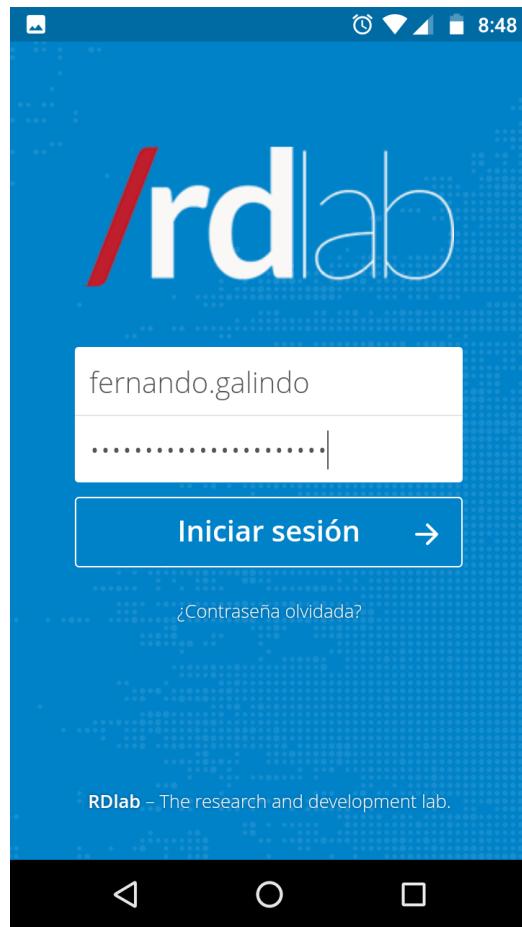 8:48
/rdlab
fernando.galindo
Iniciar sesión
¿Contraseña olvidada?
RDlab – The research and development lab.